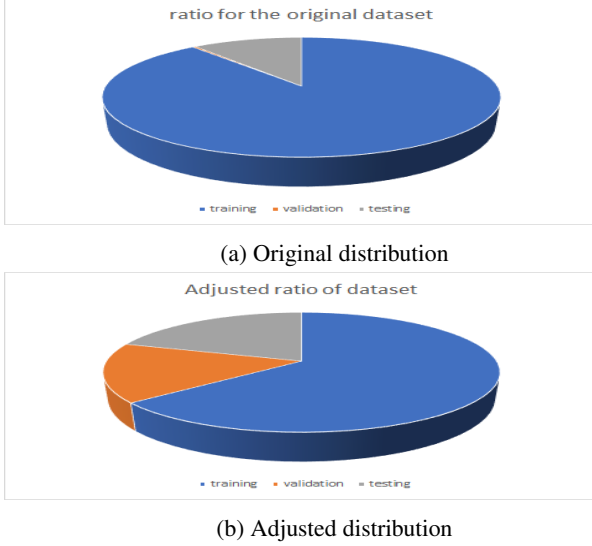 ratio for the original dataset
training validation testing
(a) Original distribution
Adjusted ratio of dataset
training validation testing
(b) Adjusted distribution